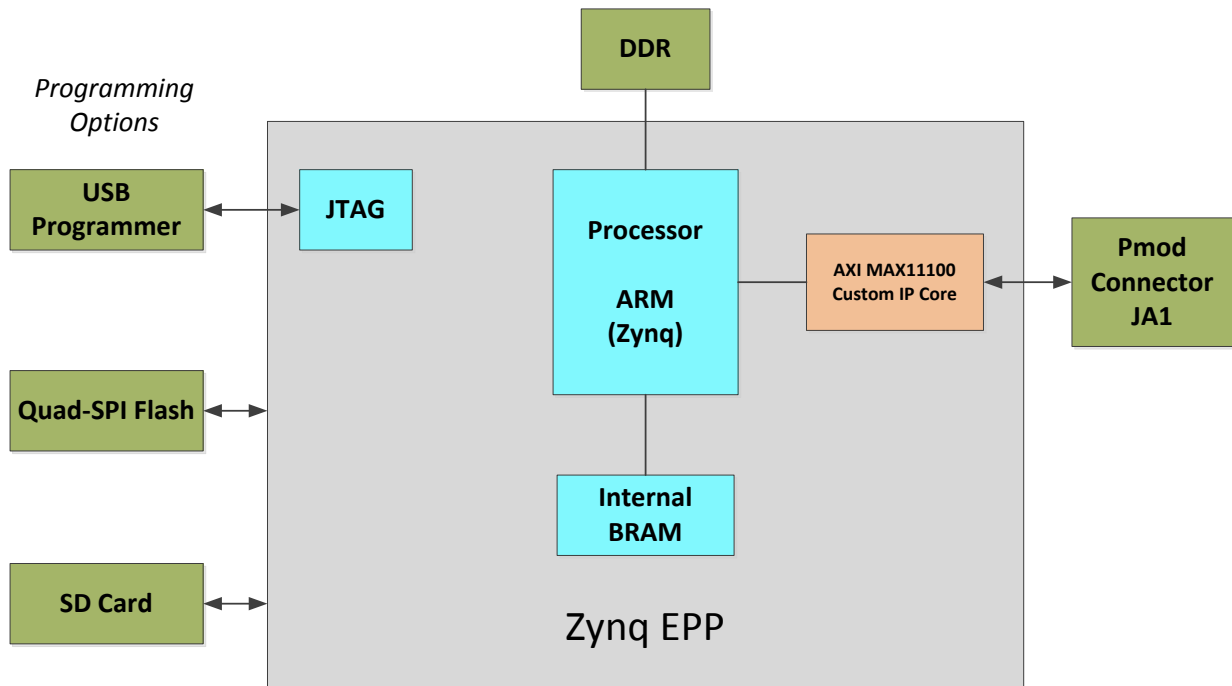 DDR
Programming
Options
USB
Programmer
JTAG
Processor
ARM
(Zynq)
AXI MAX11100
Custom IP Core
Pmod
Connector
JA1
Quad-SPI Flash
Internal
BRAM
SD Card
Zynq EPP